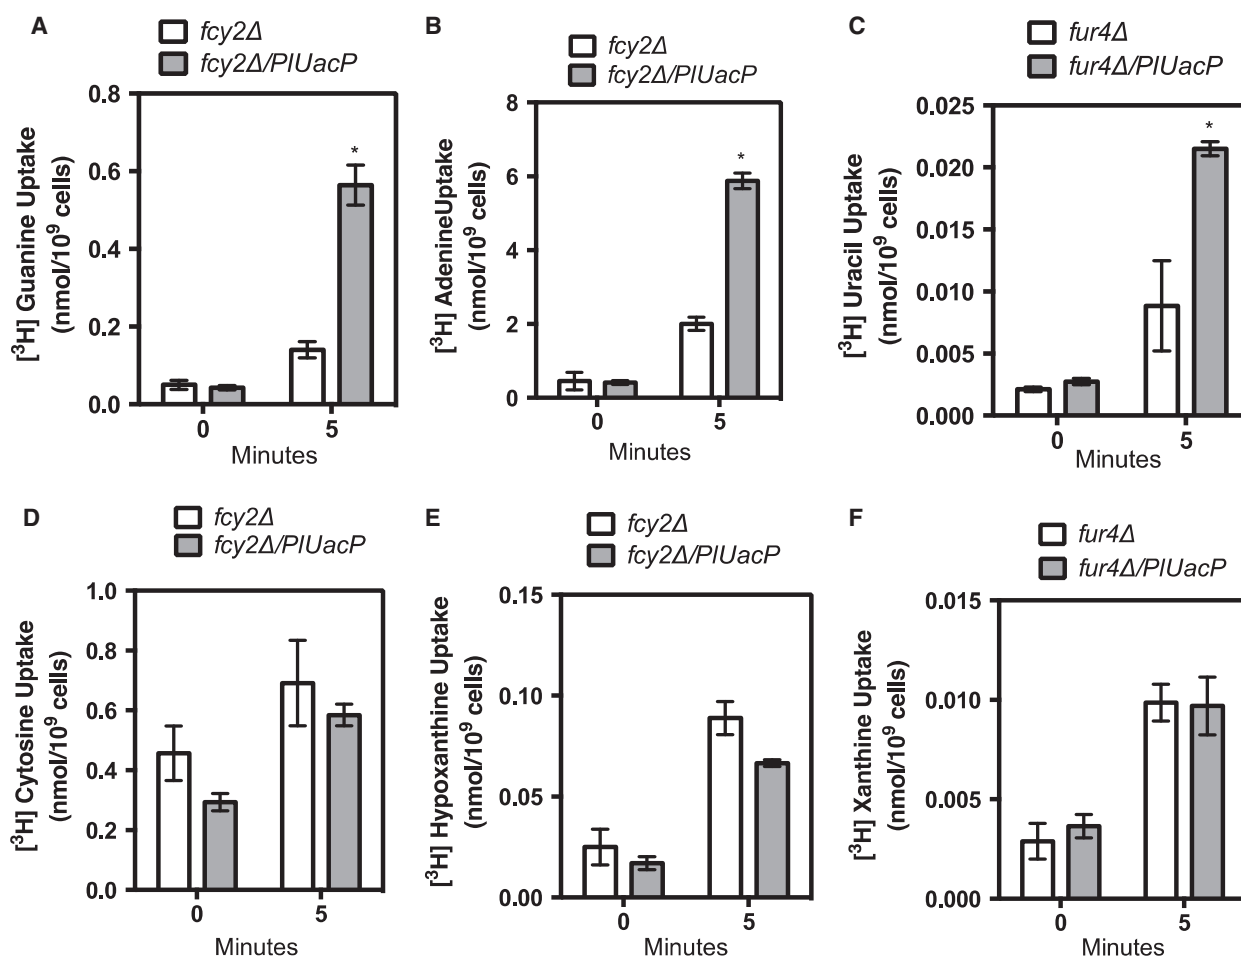 A
fcy2Δ
fcy2Δ/PlUacP
[³H] Guanine Uptake
(nmol/10⁹ cells)
0.8
0.6
0.4
0.2
0.0
*
0 5
Minutes
B
fcy2Δ
fcy2Δ/PlUacP
[³H] AdenineUptake
(nmol/10⁹ cells)
8
6
4
2
0
*
0 5
Minutes
C
fur4Δ
fur4Δ/PlUacP
[³H] Uracil Uptake
(nmol/10⁹ cells)
0.025
0.020
0.015
0.010
0.005
0.000
*
0 5
Minutes
D
fcy2Δ
fcy2Δ/PlUacP
[³H] Cytosine Uptake
(nmol/10⁹ cells)
1.0
0.8
0.6
0.4
0.2
0.0
0 5
Minutes
E
fcy2Δ
fcy2Δ/PlUacP
[³H] Hypoxanthine Uptake
(nmol/10⁹ cells)
0.15
0.10
0.05
0.00
0 5
Minutes
F
fur4Δ
fur4Δ/PlUacP
[³H] Xanthine Uptake
(nmol/10⁹ cells)
0.015
0.010
0.005
0.000
0 5
Minutes